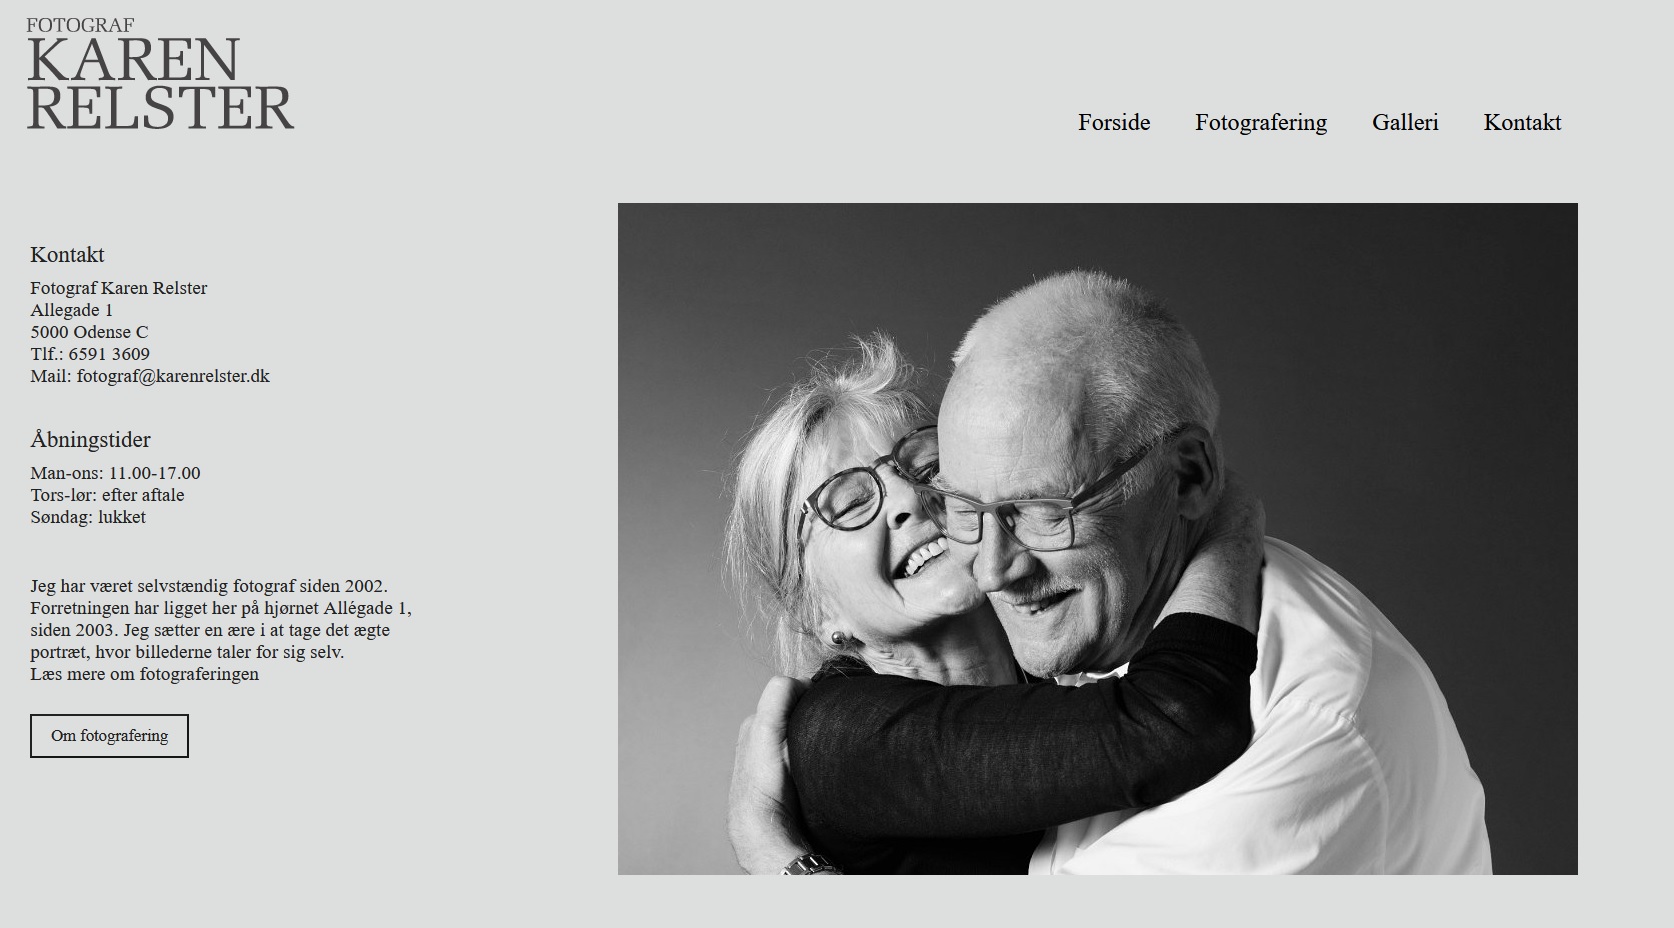 FOTOGRAF
KAREN
RELSTER
Forside Fotografering Galleri Kontakt
Kontakt
Fotograf Karen Relster
Allegade 1
5000 Odense C
Tlf.: 6591 3609
Mail: fotograf@karenrelster.dk
Åbningstider
Man-ons: 11.00-17.00
Tors-lør: efter aftale
Søndag: lukket
Jeg har været selvstændig fotograf siden 2002.
Forretningen har ligget her på hjørnet Allégade 1,
siden 2003. Jeg sætter en ære i at tage det ægte
portræt, hvor billederne taler for sig selv.
Læs mere om fotograferingen
Om fotografering